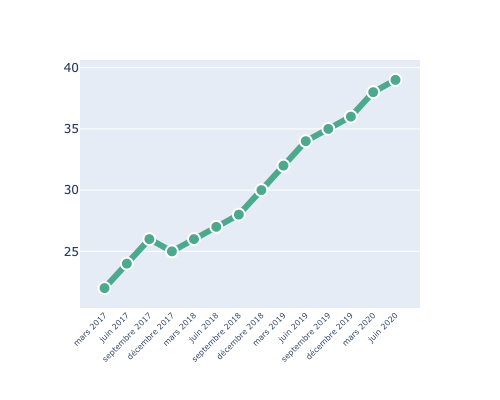 40
35
30
25
mars 2017
juin 2017
septembre 2017
décembre 2017
mars 2018
juin 2018
septembre 2018
décembre 2018
mars 2019
juin 2019
septembre 2019
décembre 2019
mars 2020
juin 2020